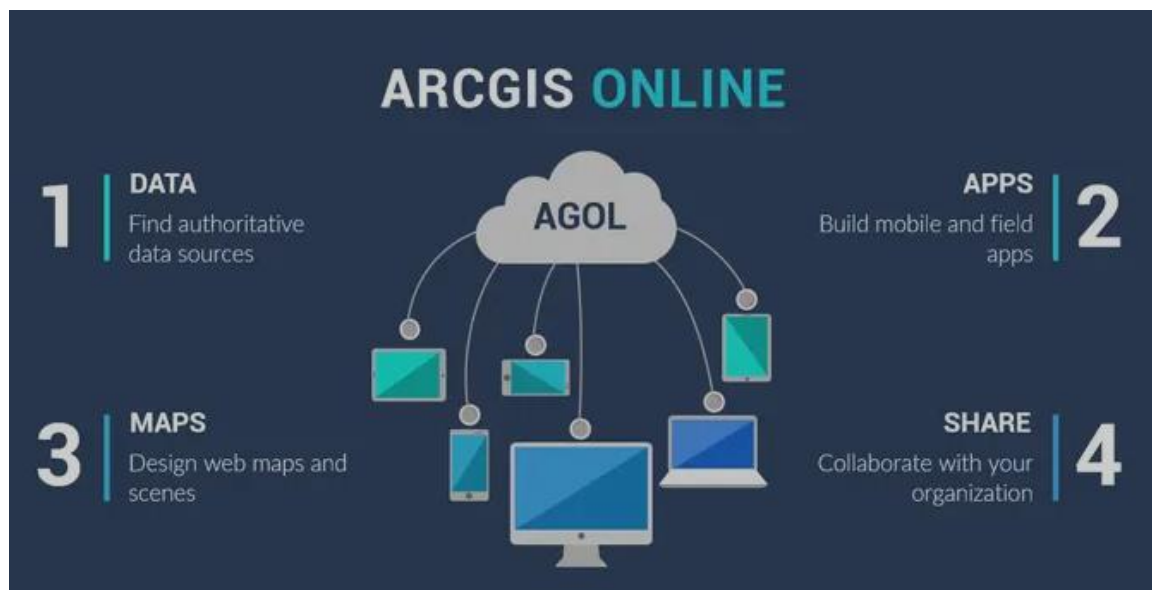 ARCGIS ONLINE
AGOL
1
DATA
Find authoritative
data sources
APPS
Build mobile and field
apps
2
3
MAPS
Design web maps and
scenes
SHARE
Collaborate with your
organization
4